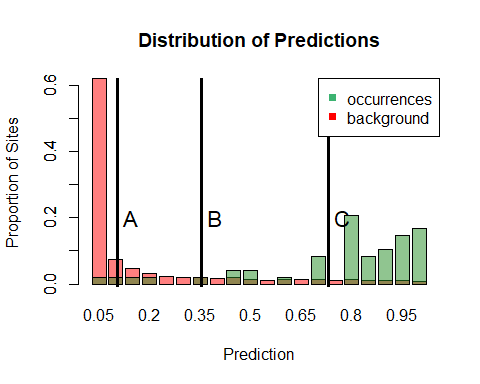 Distribution of Predictions
Proportion of Sites
0.0
0.2
0.4
0.6
occurrences
background
A
B
C
0.05
0.2
0.35
0.5
0.65
0.8
0.95
Prediction